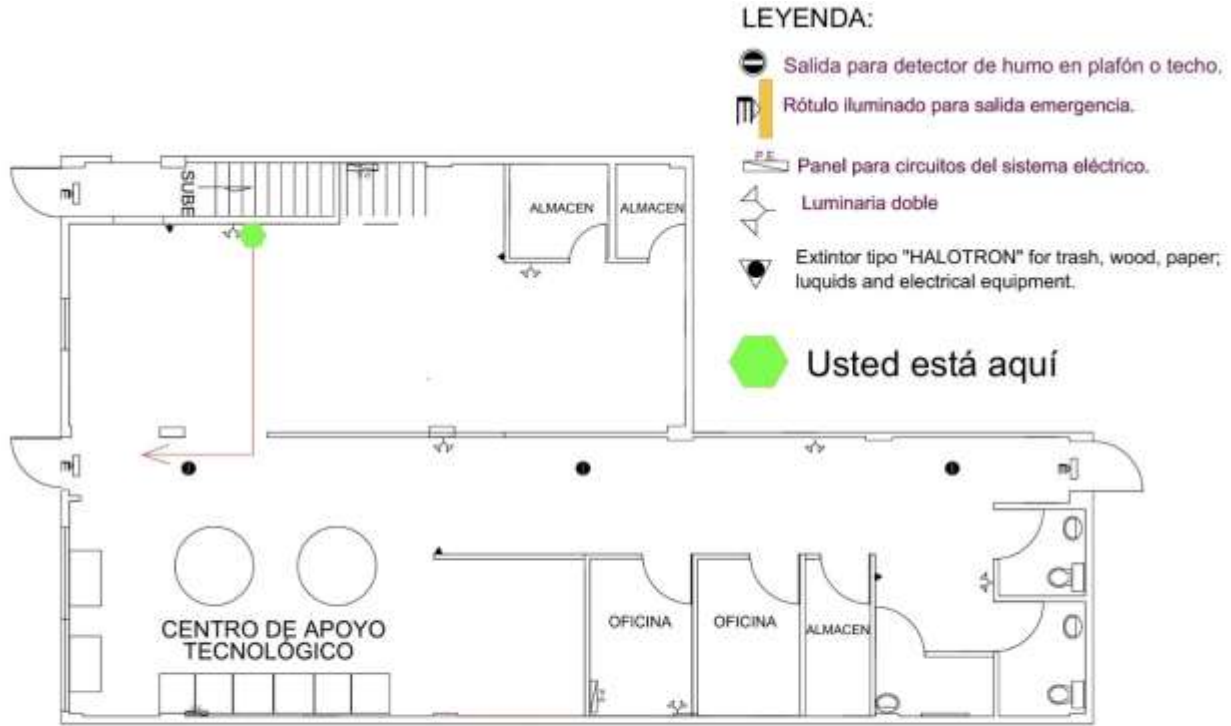 LEYENDA:
Salida para detector de humo en plafón o techo.
Rótulo iluminado para salida emergencia.
P.E.
Panel para circuitos del sistema eléctrico.
Luminaria doble
Extintor tipo "HALOTRON" for trash, wood, paper;
luquids and electrical equipment.
Usted está aquí
SUBE
ALMACEN
ALMACEN
CENTRO DE APOYO
TECNOLÓGICO
OFICINA
OFICINA
ALMACEN